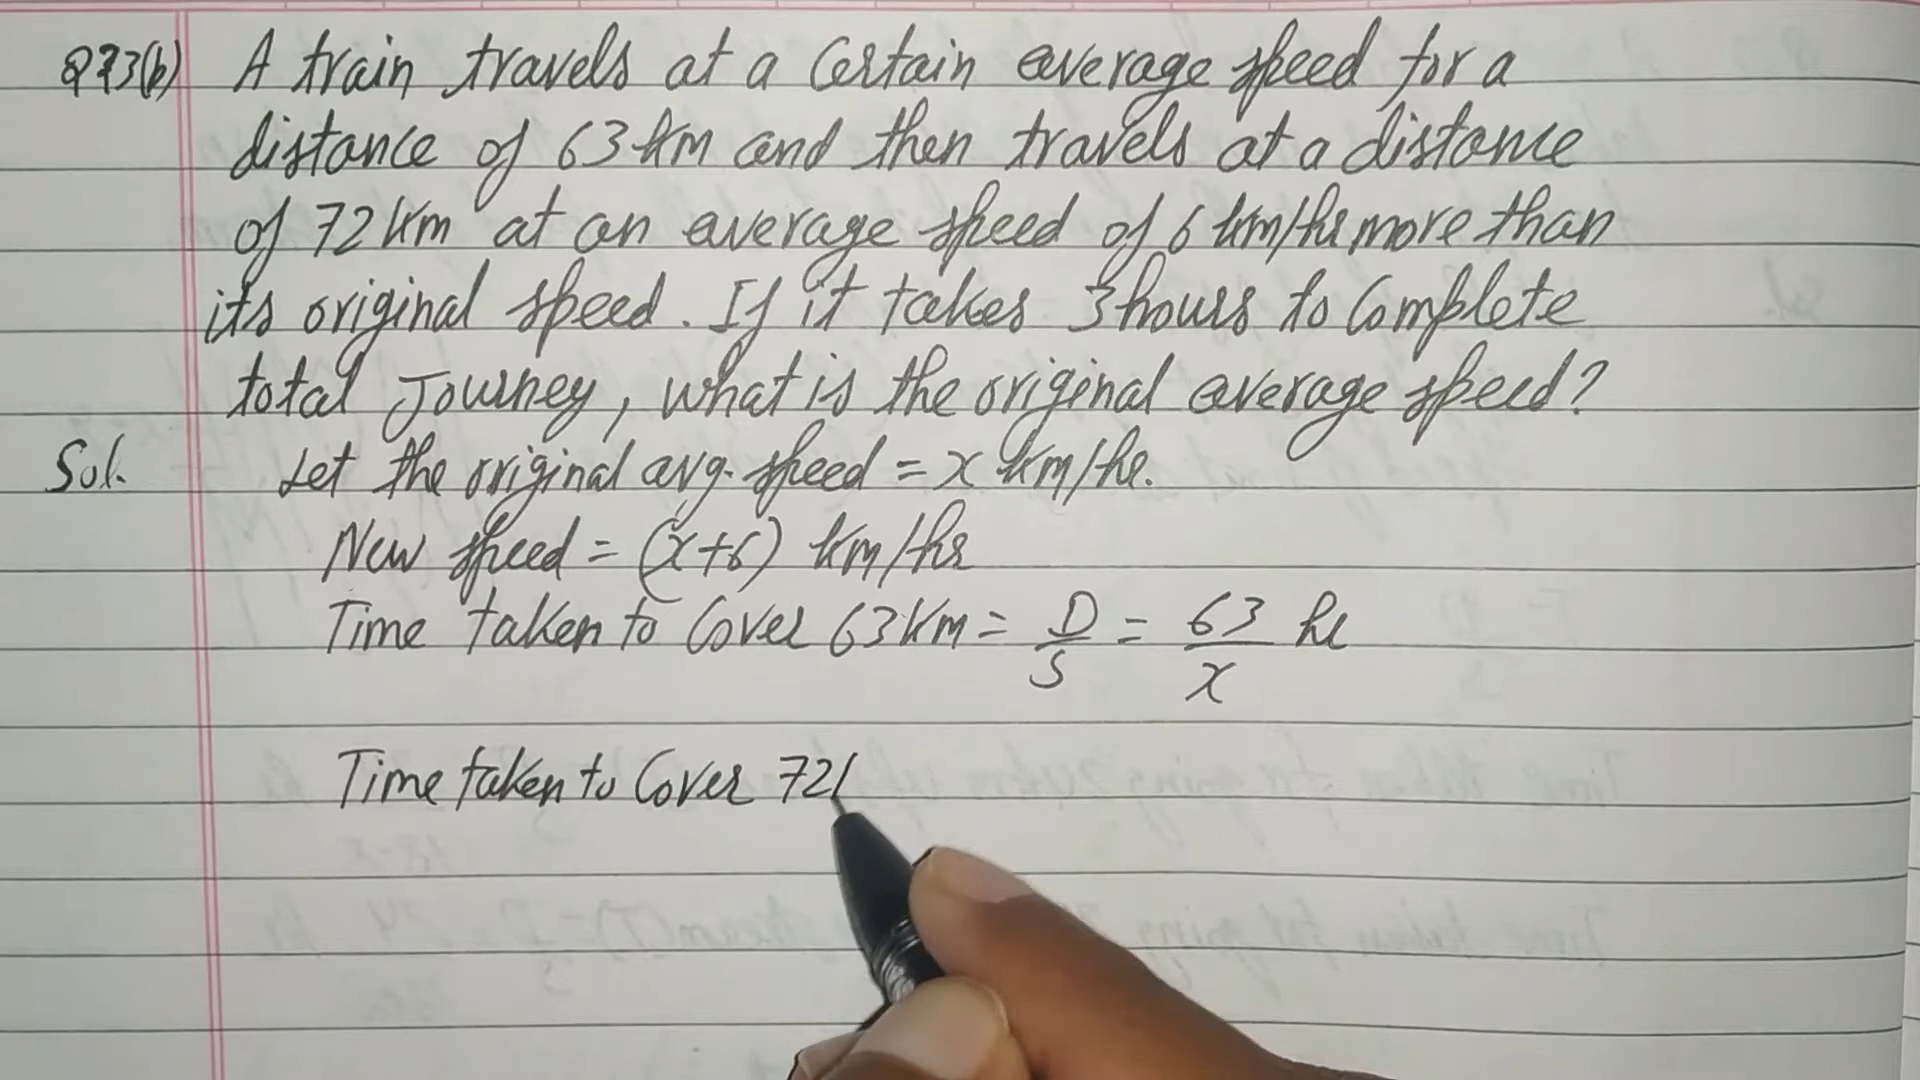 Q23(b) A train travels at a certain average speed for a
distance of 63 km and then travels at a distance
of 72 km at an average speed of 6 km/hr more than
its original speed. If it takes 3 hours to Complete
total Journey, what is the original average speed?
Sol. Let the original avg. speed = x km/hr.
New speed = (x+6) km/hr
Time taken to Cover 63 Km = D/S = 63/x hr
Time taken to Cover 72